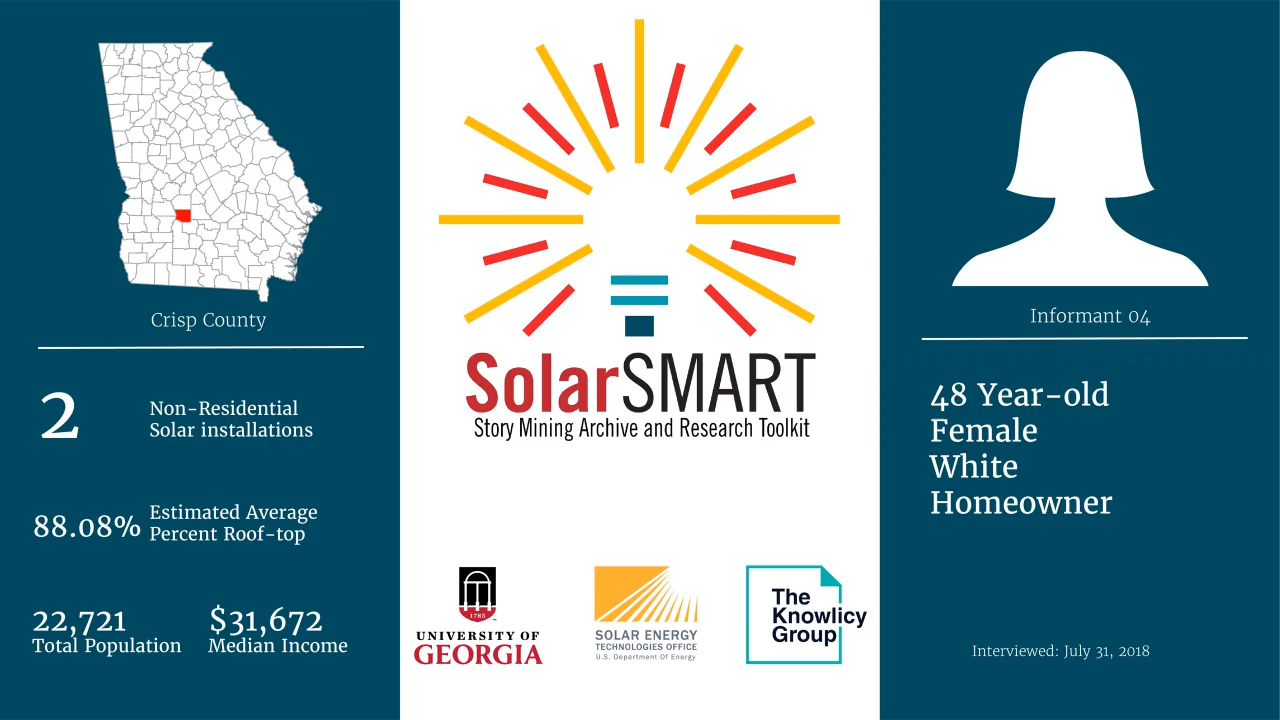 Crisp County
2
Non-Residential
Solar installations
88.08%
Estimated Average
Percent Roof-top
22,721
Total Population
$31,672
Median Income
SolarSMART
Story Mining Archive and Research Toolkit
1785
UNIVERSITY OF
GEORGIA
SOLAR ENERGY
TECHNOLOGIES OFFICE
U.S. Department Of Energy
The
Knowlicy
Group
Informant 04
48 Year-old
Female
White
Homeowner
Interviewed: July 31, 2018